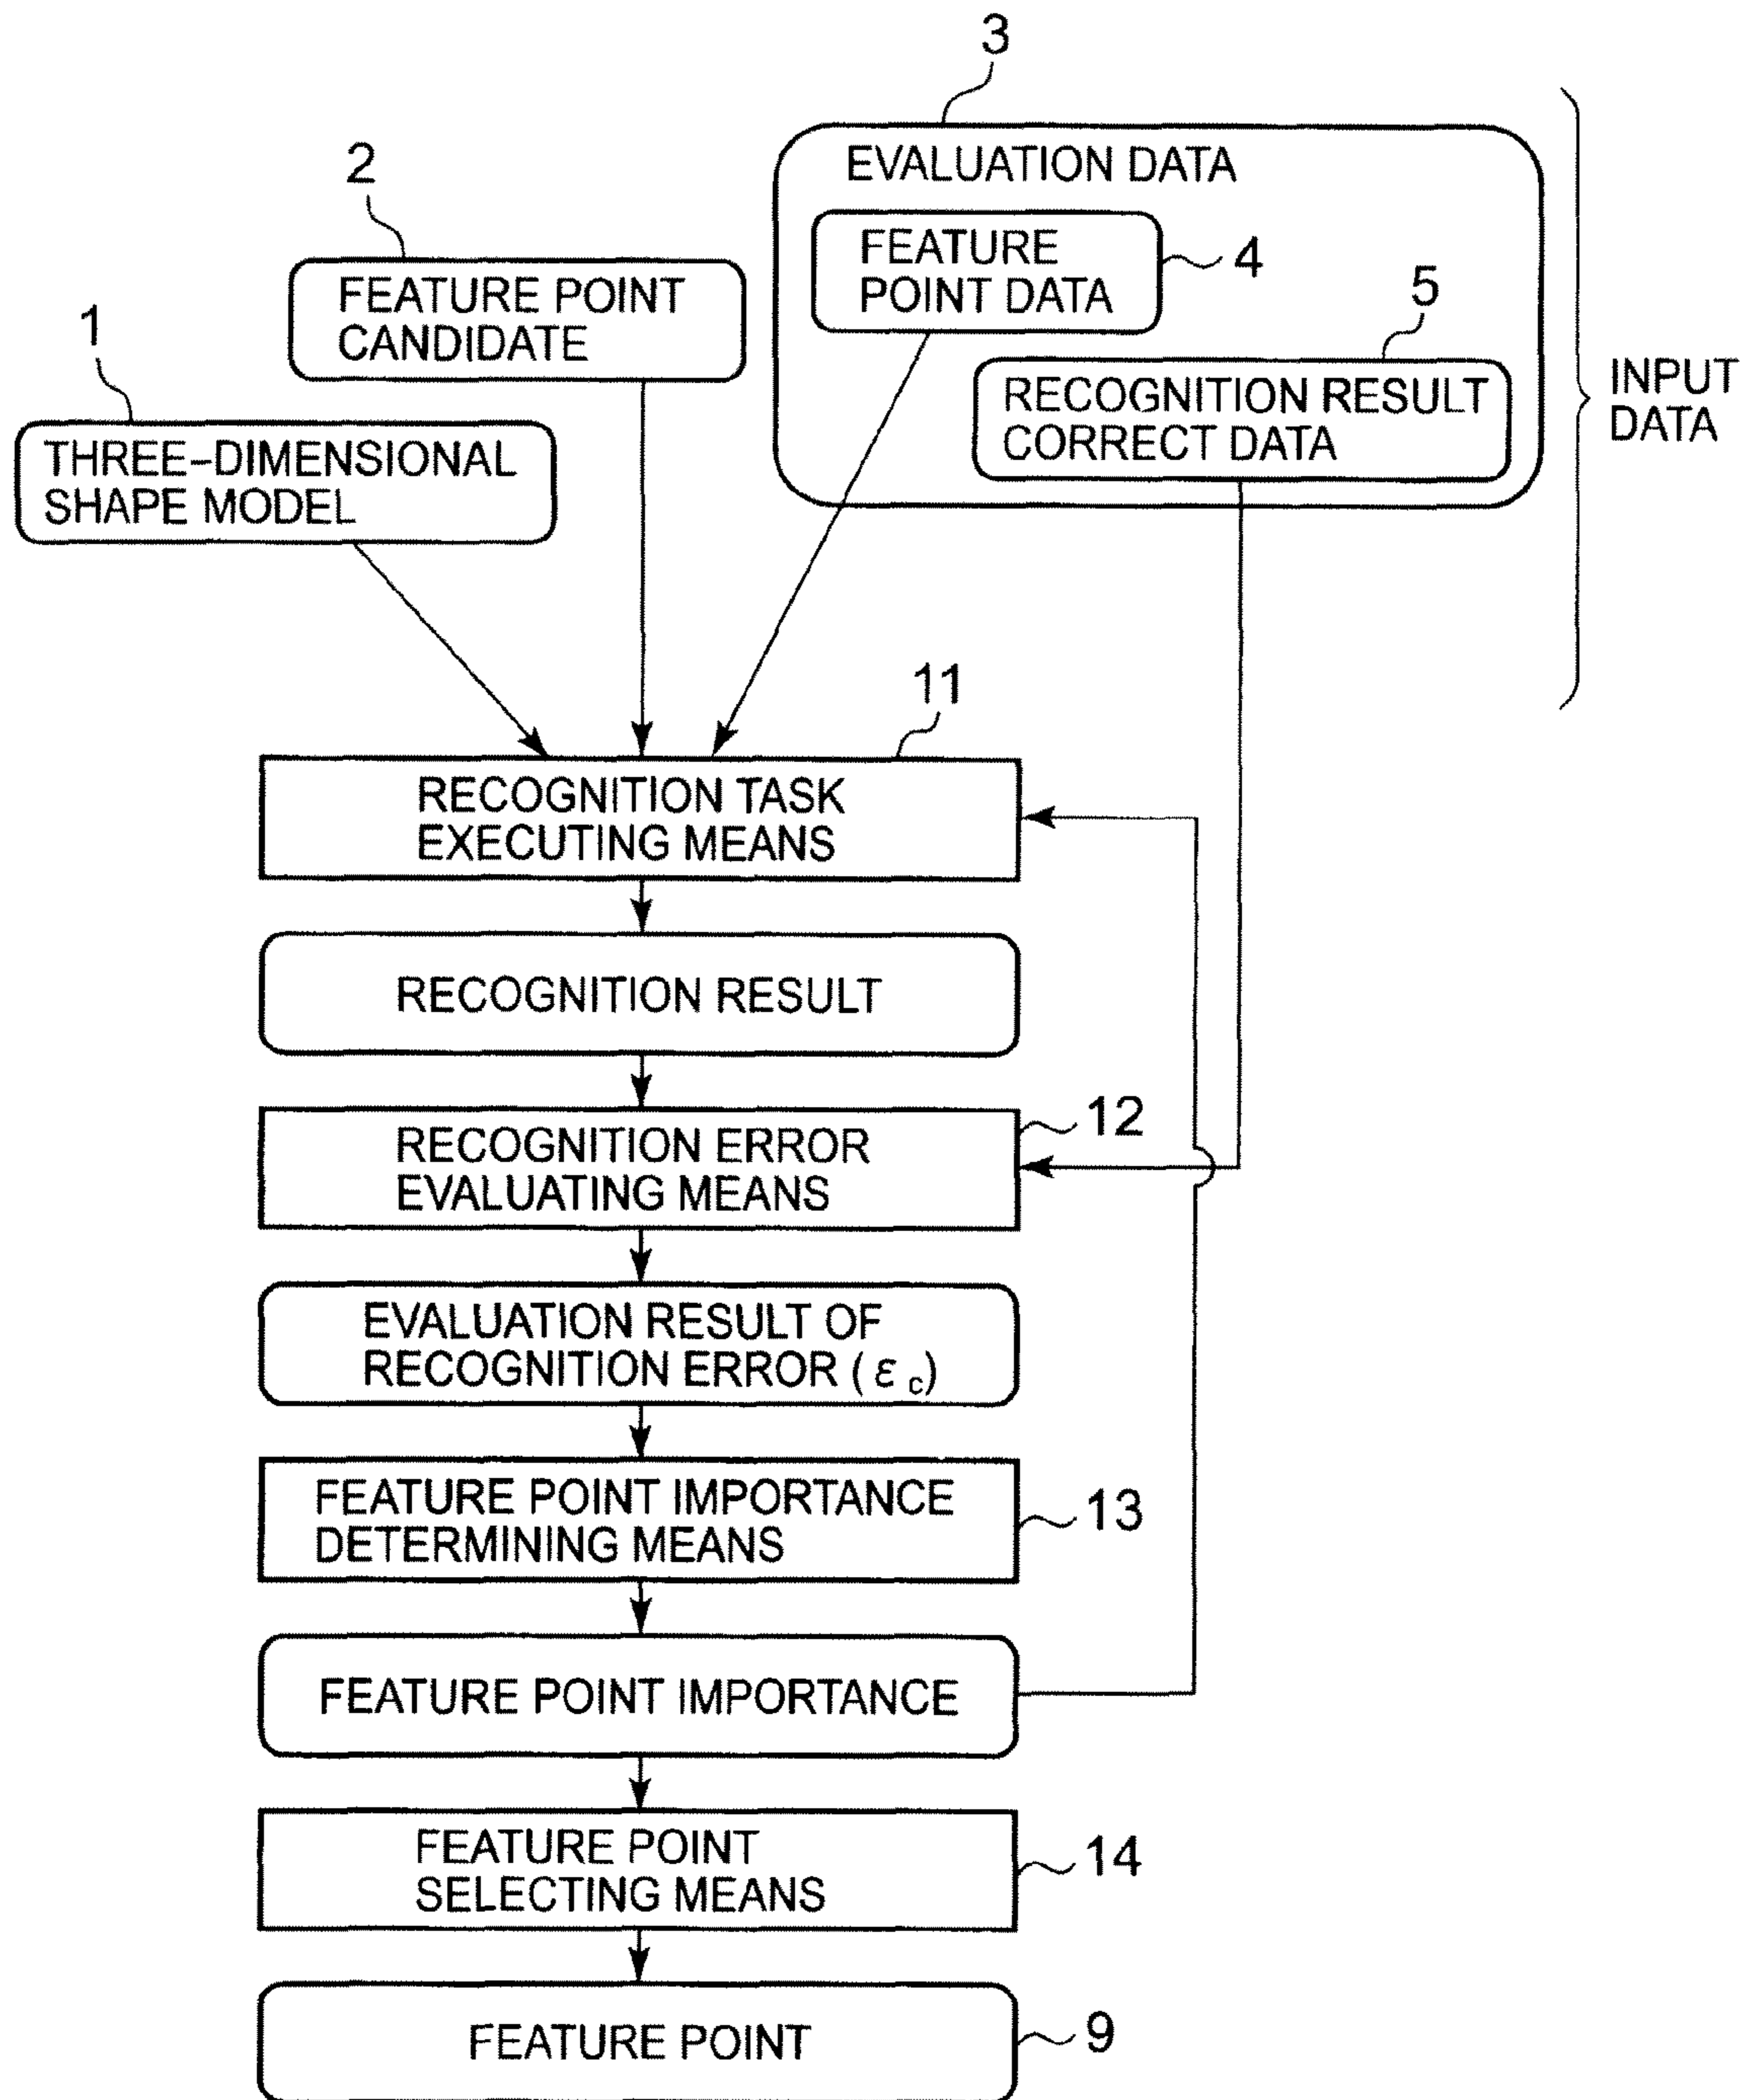 3
EVALUATION DATA
2
FEATURE
POINT DATA
4
FEATURE POINT
CANDIDATE
5
1
RECOGNITION RESULT
CORRECT DATA
INPUT
DATA
THREE-DIMENSIONAL
SHAPE MODEL
11
RECOGNITION TASK
EXECUTING MEANS
RECOGNITION RESULT
12
RECOGNITION ERROR
EVALUATING MEANS
EVALUATION RESULT OF
RECOGNITION ERROR (ε c)
FEATURE POINT IMPORTANCE
DETERMINING MEANS
13
FEATURE POINT IMPORTANCE
FEATURE POINT
SELECTING MEANS
14
FEATURE POINT
9